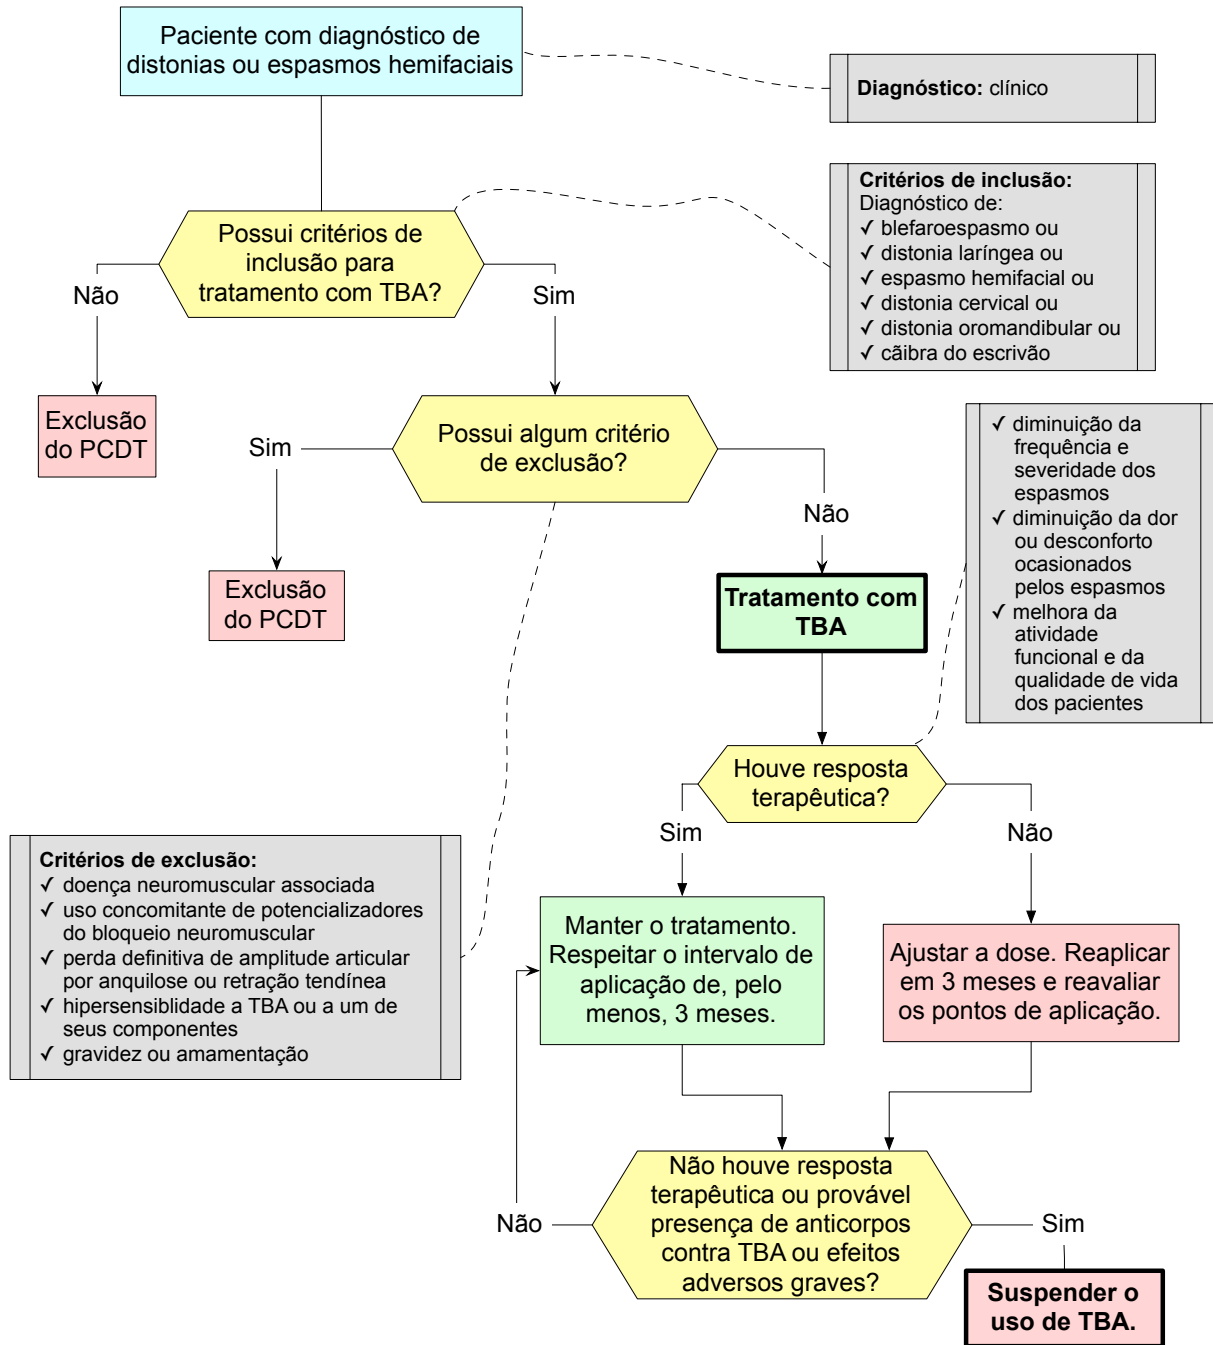 Paciente com diagnóstico de
distonias ou espasmos hemifaciais
Diagnóstico: clínico
Critérios de inclusão:
Diagnóstico de:
✓ blefaroespasmo ou
✓ distonia laríngea ou
✓ espasmo hemifacial ou
✓ distonia cervical ou
✓ distonia oromandibular ou
✓ cãibra do escrivão
Possui critérios de
inclusão para
tratamento com TBA?
Não
Sim
Exclusão
do PCDT
Possui algum critério
de exclusão?
Sim
Não
Exclusão
do PCDT
✓ diminuição da
frequência e
severidade dos
espasmos
✓ diminuição da dor
ou desconforto
ocasionados
pelos espasmos
✓ melhora da
atividade
funcional e da
qualidade de vida
dos pacientes
Tratamento com
TBA
Houve resposta
terapêutica?
Sim
Não
Critérios de exclusão:
✓ doença neuromuscular associada
✓ uso concomitante de potencializadores
do bloqueio neuromuscular
✓ perda definitiva de amplitude articular
por anquilose ou retração tendínea
✓ hipersensiblidade a TBA ou a um de
seus componentes
✓ gravidez ou amamentação
Manter o tratamento.
Respeitar o intervalo de
aplicação de, pelo
menos, 3 meses.
Ajustar a dose. Reaplicar
em 3 meses e reavaliar
os pontos de aplicação.
Não houve resposta
terapêutica ou provável
presença de anticorpos
contra TBA ou efeitos
adversos graves?
Não
Sim
Suspender o
uso de TBA.